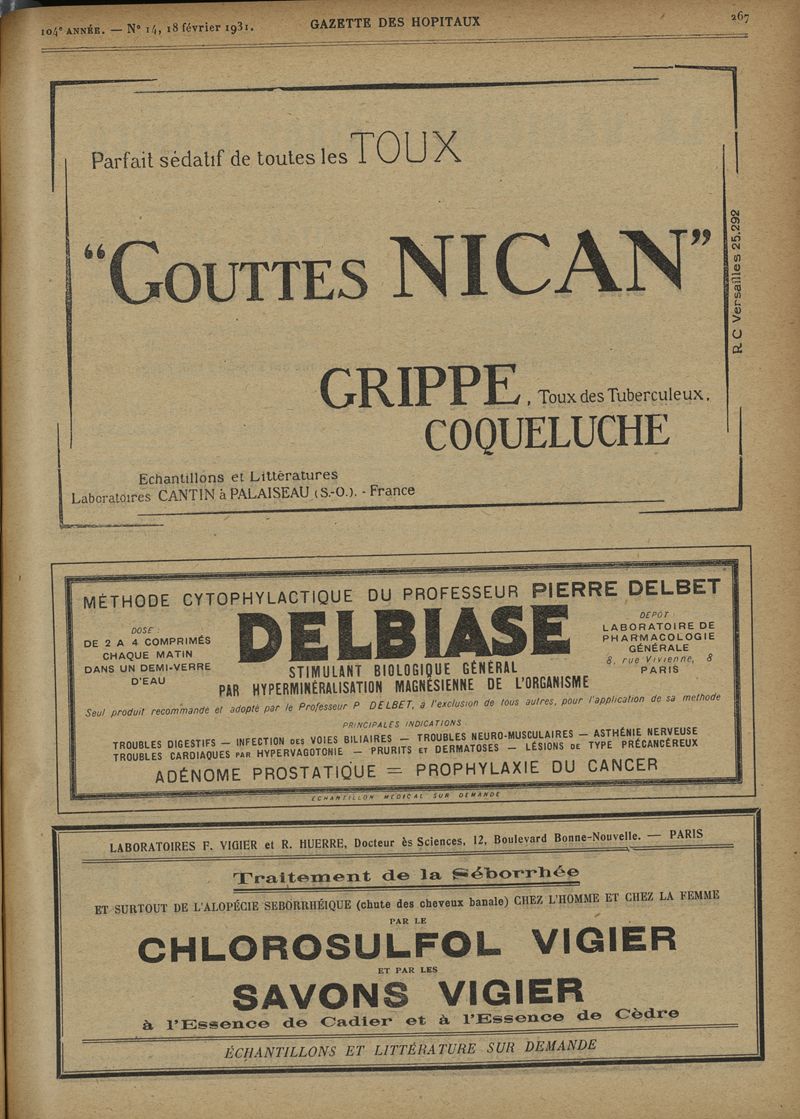 104e ANNÉE. — N° 14, 18 février 1931.
GAZETTE DES HOPITAUX
267
Parfait sédatif de toutes les TOUX
“GOUTTES NICAN”
GRIPPE, Toux des Tuberculeux,
COQUELUCHE
Echantillons et Littératures
Laboratoires CANTIN à PALAISEAU (S.-O.). - France
R C Versailles 25.292
MÉTHODE CYTOPHYLACTIQUE DU PROFESSEUR PIERRE DELBET
DELBIASE
DOSE :
DE 2 A 4 COMPRIMÉS
CHAQUE MATIN
DANS UN DEMI-VERRE
D'EAU
DEPOT :
LABORATOIRE DE
PHARMACOLOGIE
GÉNÉRALE
8, rue Vivienne, 8
PARIS
STIMULANT BIOLOGIQUE GÉNÉRAL
PAR HYPERMINÉRALISATION MAGNÉSIENNE DE L'ORGANISME
Seul produit recommandé et adopté par le Professeur P DELBET, à l'exclusion de tous autres, pour l'application de sa methode
PRINCIPALES INDICATIONS
TROUBLES DIGESTIFS — INFECTION DES VOIES BILIAIRES — TROUBLES NEURO-MUSCULAIRES — ASTHÉNIE NERVEUSE
TROUBLES CARDIAQUES PAR HYPERVAGOTONIE — PRURITS ET DERMATOSES — LÉSIONS DE TYPE PRÉCANCÉREUX
ADÉNOME PROSTATIQUE = PROPHYLAXIE DU CANCER
ECHANTILLON MEDICAL SUR DEMANDE
LABORATOIRES F. VIGIER et R. HUERRE, Docteur ès Sciences, 12, Boulevard Bonne-Nouvelle. — PARIS
Traitement de la Séborrhée
ET SURTOUT DE L'ALOPÉCIE SEBORRHÉIQUE (chute des cheveux banale) CHEZ L'HOMME ET CHEZ LA FEMME
PAR LE
CHLOROSULFOL VIGIER
ET PAR LES
SAVONS VIGIER
à l'Essence de Cadier et à l'Essence de Cèdre
ÉCHANTILLONS ET LITTÉRATURE SUR DEMANDE